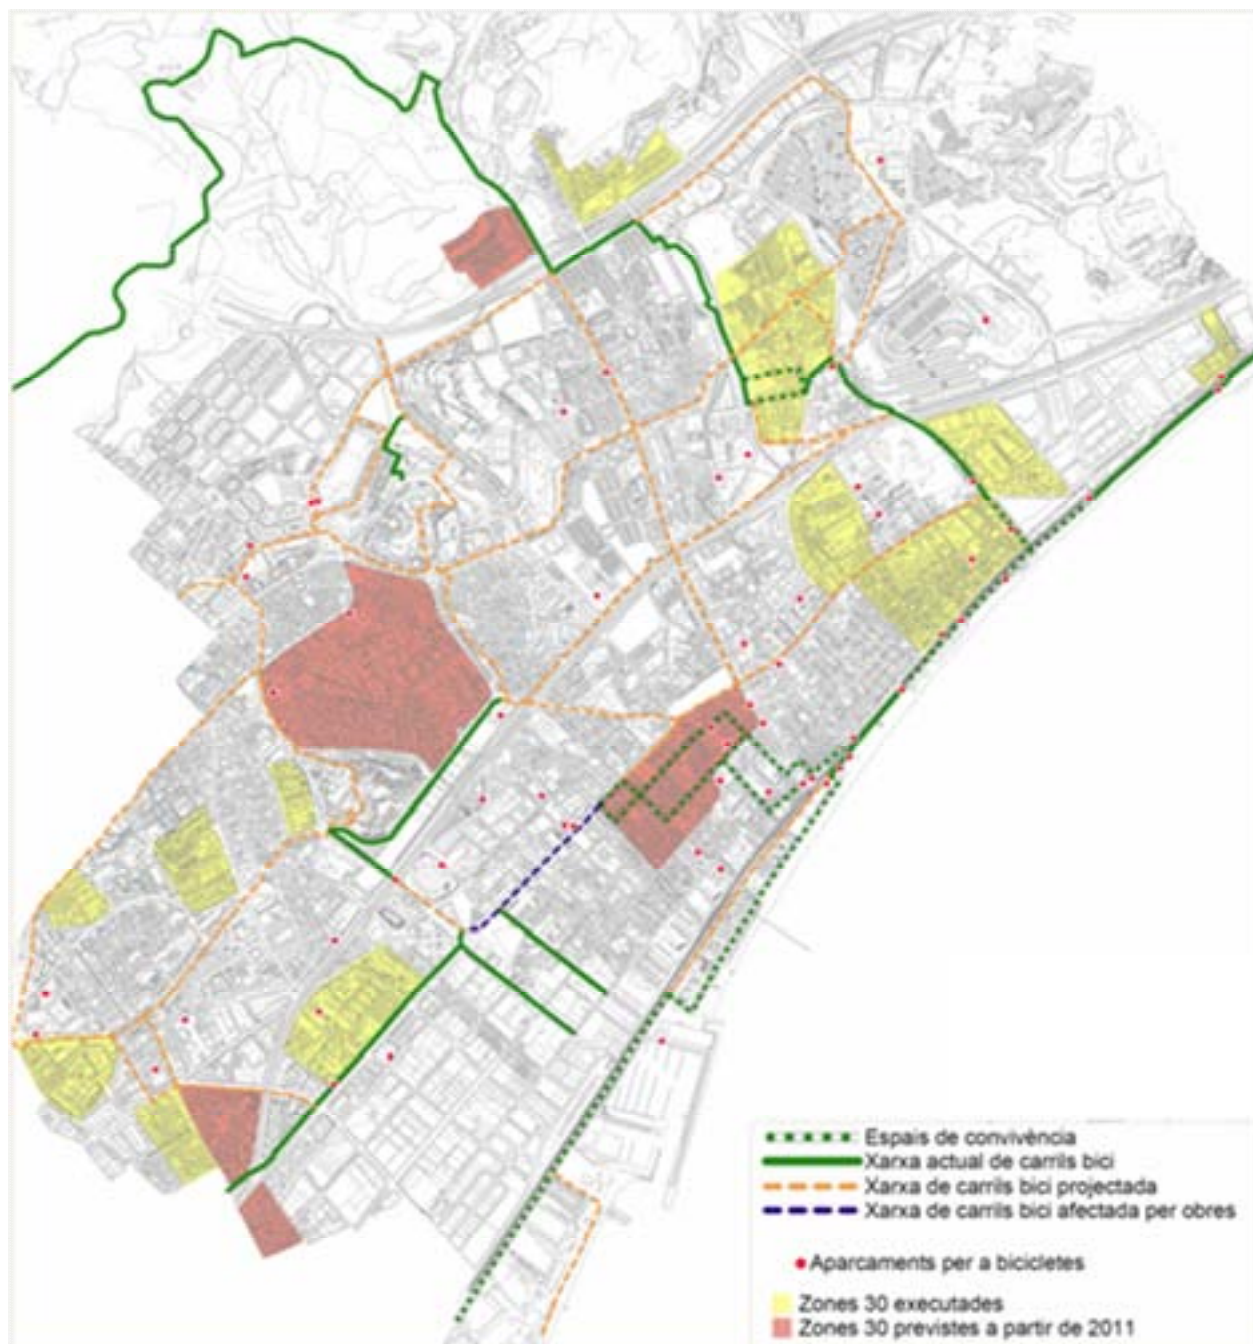 Espais de convivència
Xarxa actual de carrils bici
Xarxa de carrils bici projectada
Xarxa de carrils bici afectada per obres
Aparcaments per a bicicletes
Zones 30 executades
Zones 30 previstes a partir de 2011